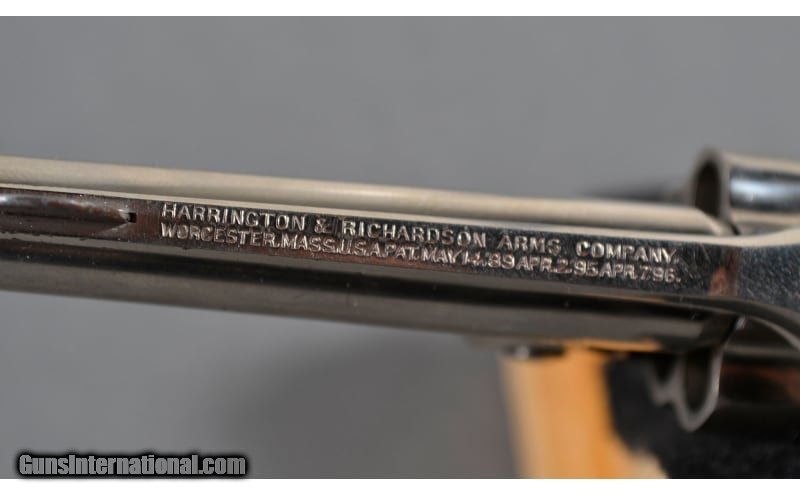 HARRINGTON & RICHARDSON ARMS COMPANY
WORCESTER, MASS. U.S.A. PAT. MAY 14. 89 APR. 2. 95 APR. 7. 96.
GunsInternational.com